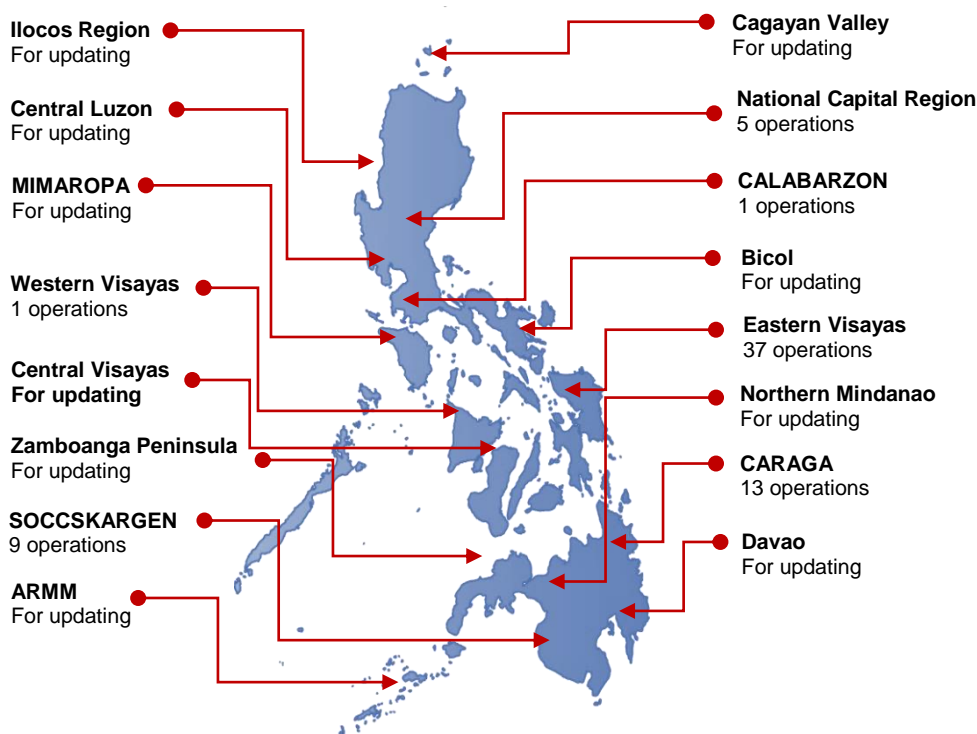 Ilocos Region
For updating
Central Luzon
For updating
MIMAROPA
For updating
Western Visayas
1 operations
Central Visayas
For updating
Zamboanga Peninsula
For updating
SOCCSKARGEN
9 operations
ARMM
For updating
Cagayan Valley
For updating
National Capital Region
5 operations
CALABARZON
1 operations
Bicol
For updating
Eastern Visayas
37 operations
Northern Mindanao
For updating
CARAGA
13 operations
Davao
For updating